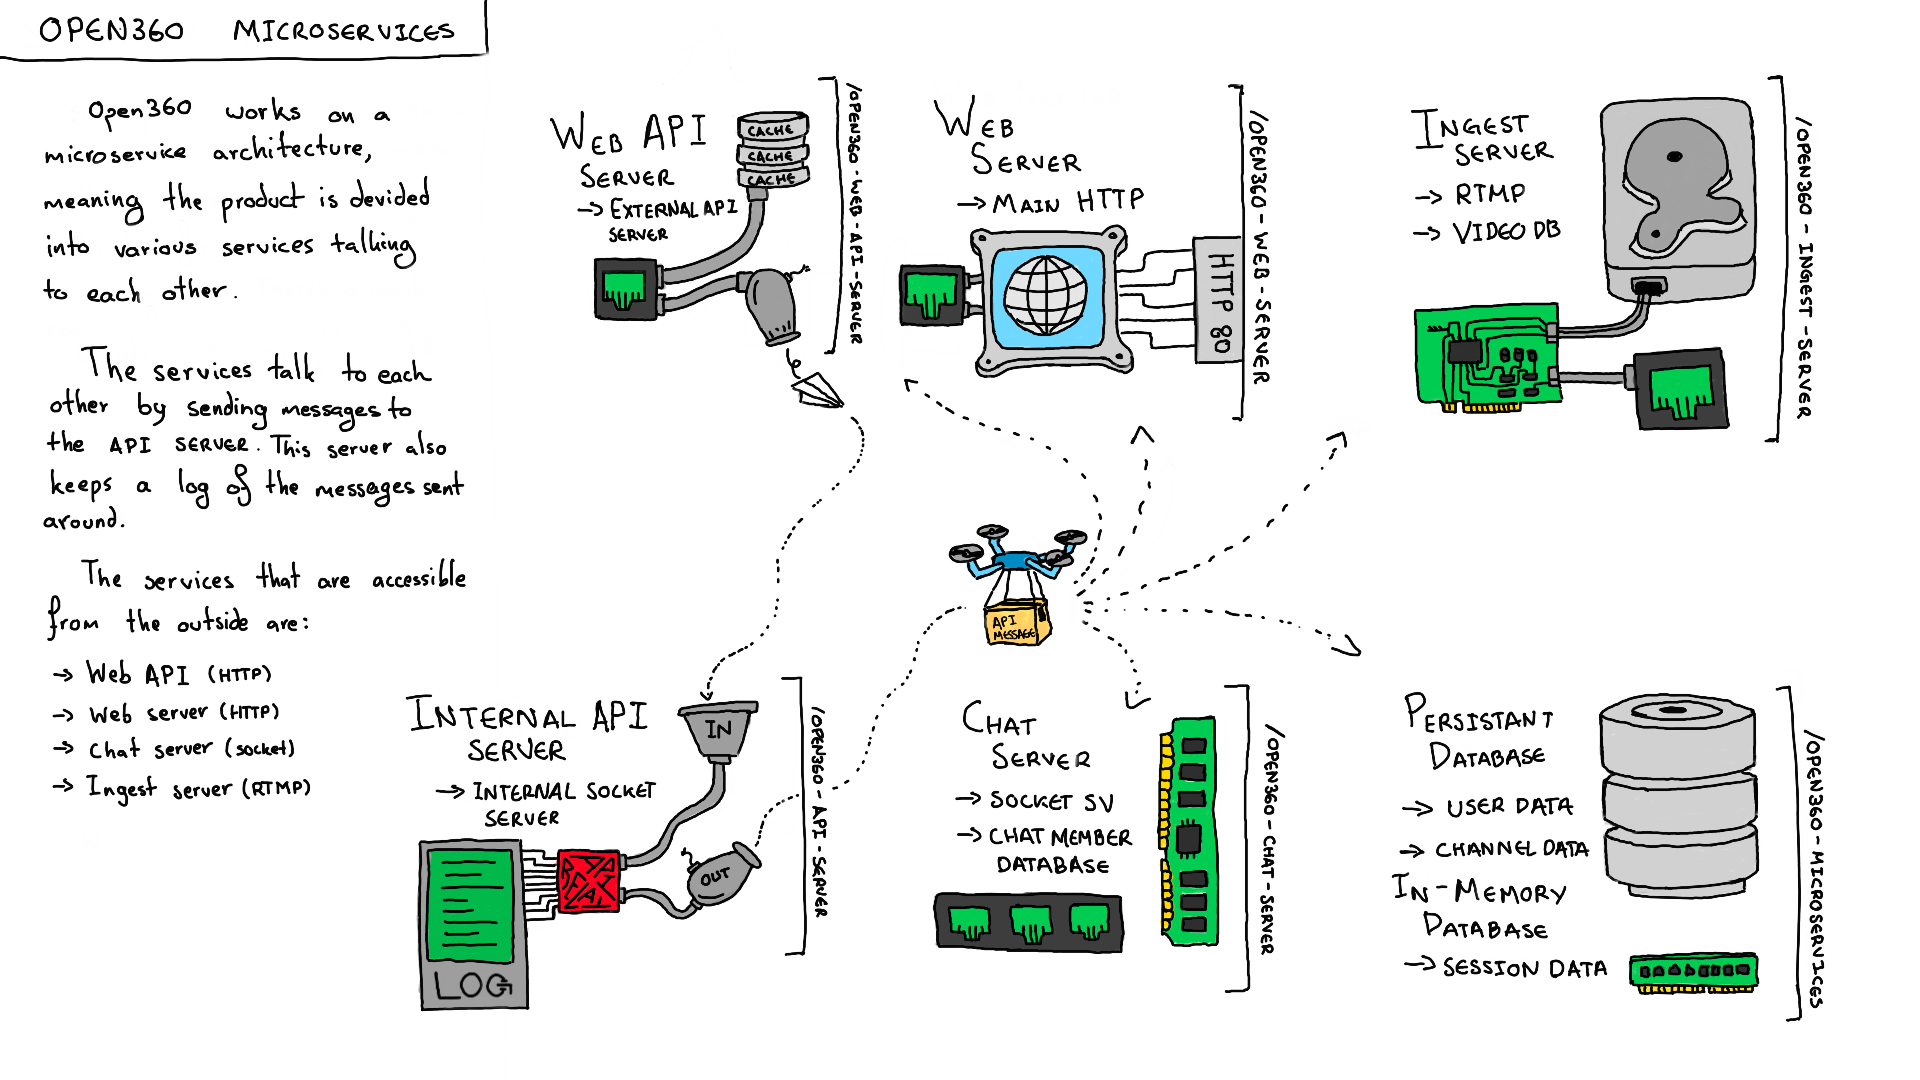 OPEN360 MICROSERVICES
Open360 works on a
microservice architecture,
meaning the product is devided
into various services talking
to each other.
The services talk to each
other by sending messages to
the API SERVER. This server also
keeps a log of the messages sent
around.
The services that are accessible
from the outside are:
→ Web API (HTTP)
→ Web server (HTTP)
→ Chat server (socket)
→ Ingest server (RTMP)
WEB API
SERVER
→ EXTERNAL API
SERVER
CACHE
CACHE
CACHE
/OPEN360-WEB-API-SERVER
WEB
SERVER
→ MAIN HTTP
HTTP 80
/OPEN360-WEB-SERVER
INGEST
SERVER
→ RTMP
→ VIDEO DB
/OPEN360-INGEST-SERVER
API
MESSAGE
INTERNAL API
SERVER
→ INTERNAL SOCKET
SERVER
IN
OUT
LOG
/OPEN360-API-SERVER
CHAT
SERVER
→ SOCKET SV
→ CHAT MEMBER
DATABASE
/OPEN360-CHAT-SERVER
PERSISTANT
DATABASE
→ USER DATA
→ CHANNEL DATA
IN-MEMORY
DATABASE
→ SESSION DATA
/OPEN360-MICROSERVICES